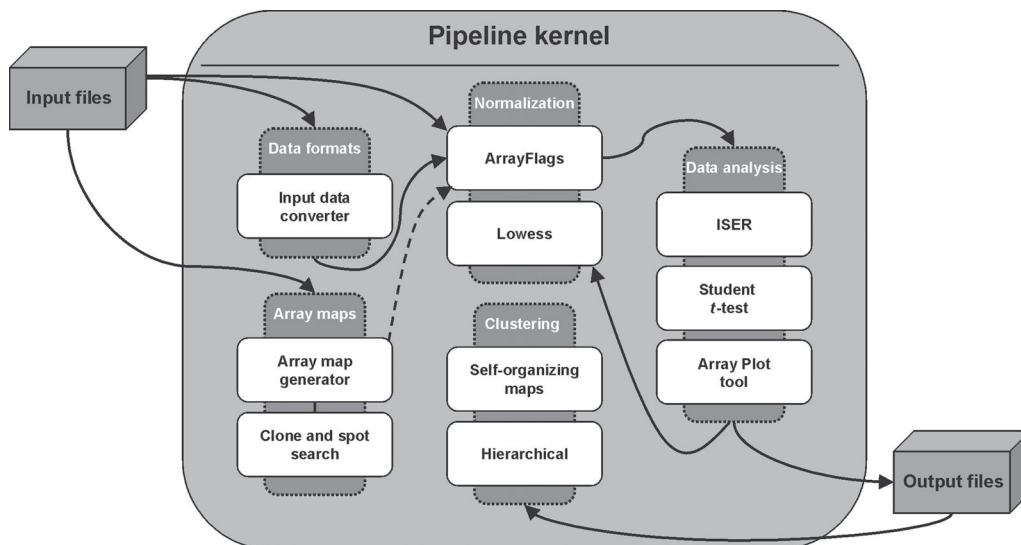 Pipeline kernel
Input files
Data formats
Input data
converter
Array maps
Array map
generator
Clone and spot
search
Normalization
ArrayFlags
Lowess
Clustering
Self-organizing
maps
Hierarchical
Data analysis
ISER
Student
t-test
Array Plot
tool
Output files